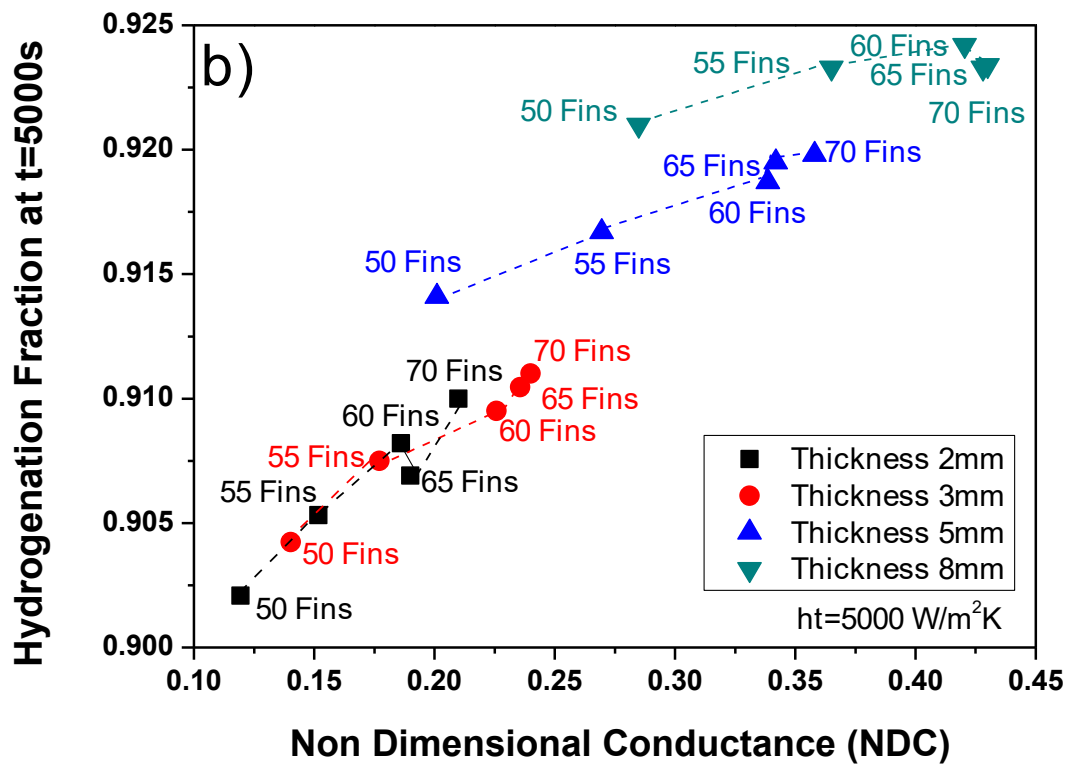 b)
Hydrogenation Fraction at t=5000s
0.925
0.920
0.915
0.910
0.905
0.900
60 Fins
55 Fins
65 Fins
50 Fins
70 Fins
70 Fins
65 Fins
60 Fins
50 Fins
55 Fins
70 Fins
70 Fins
65 Fins
60 Fins
60 Fins
55 Fins
65 Fins
55 Fins
50 Fins
50 Fins
Thickness 2mm
Thickness 3mm
Thickness 5mm
Thickness 8mm
ht=5000 W/m²K
0.10 0.15 0.20 0.25 0.30 0.35 0.40 0.45
Non Dimensional Conductance (NDC)